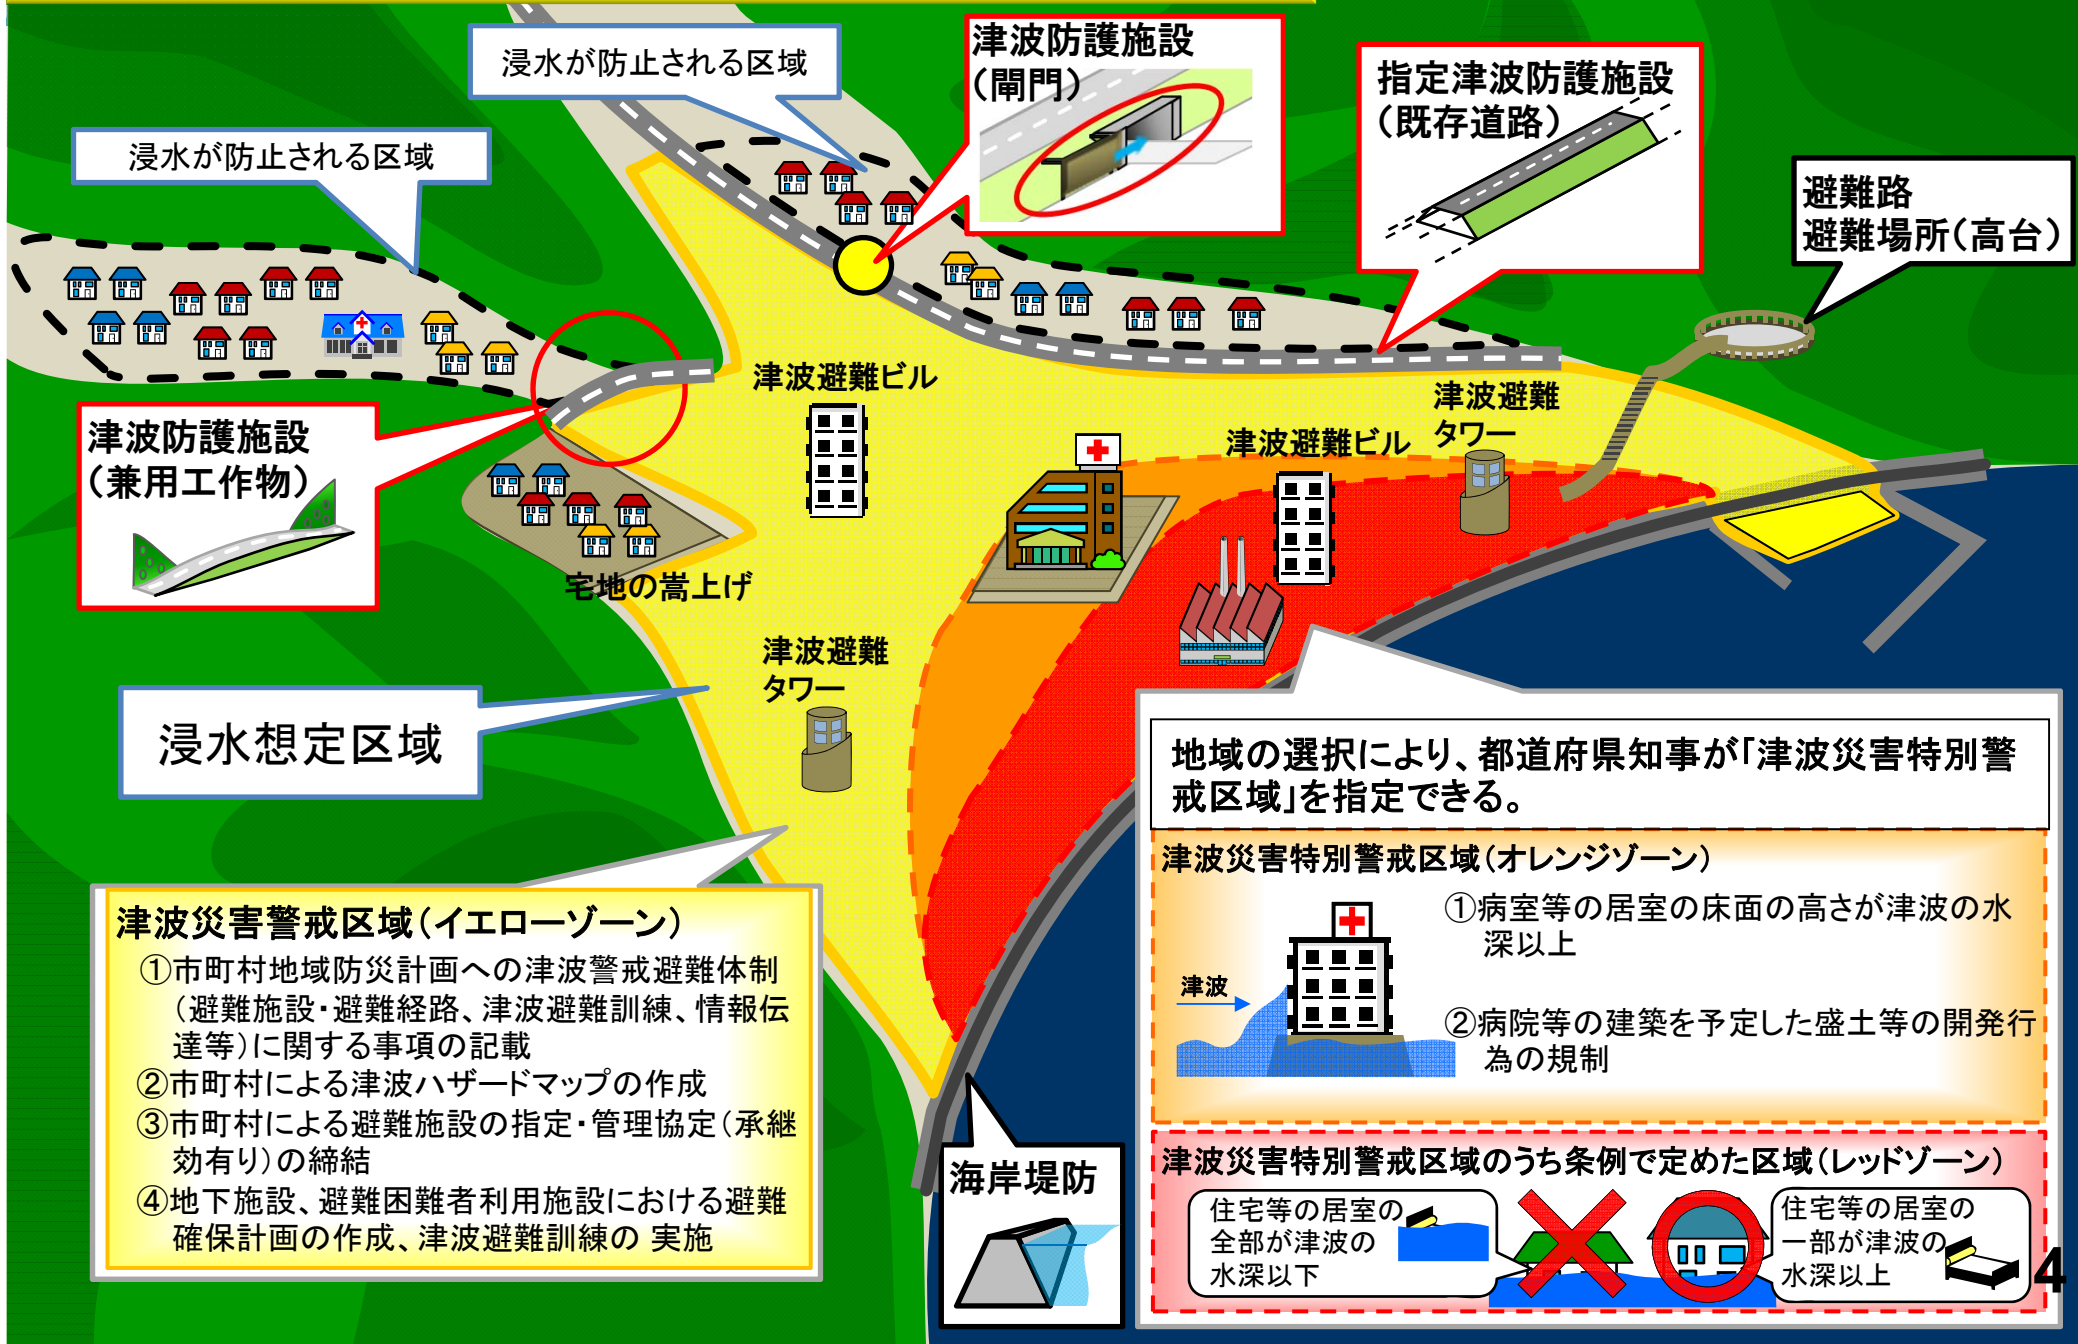 浸水が防止される区域
津波防護施設
(閘門)
指定津波防護施設
(既存道路)
浸水が防止される区域
避難路
避難場所(高台)
津波避難ビル
津波避難
タワー
津波避難ビル
津波防護施設
(兼用工作物)
宅地の嵩上げ
津波避難
タワー
浸水想定区域
地域の選択により、都道府県知事が「津波災害特別警
戒区域」を指定できる。
津波災害特別警戒区域(オレンジゾーン)
①病室等の居室の床面の高さが津波の水
深以上
津波
②病院等の建築を予定した盛土等の開発行
為の規制
津波災害警戒区域(イエローゾーン)
①市町村地域防災計画への津波警戒避難体制
(避難施設・避難経路、津波避難訓練、情報伝
達等)に関する事項の記載
②市町村による津波ハザードマップの作成
③市町村による避難施設の指定・管理協定(承継
効有り)の締結
④地下施設、避難困難者利用施設における避難
確保計画の作成、津波避難訓練の 実施
海岸堤防
津波災害特別警戒区域のうち条例で定めた区域(レッドゾーン)
住宅等の居室の
全部が津波の
水深以下
住宅等の居室の
一部が津波の
水深以上
4